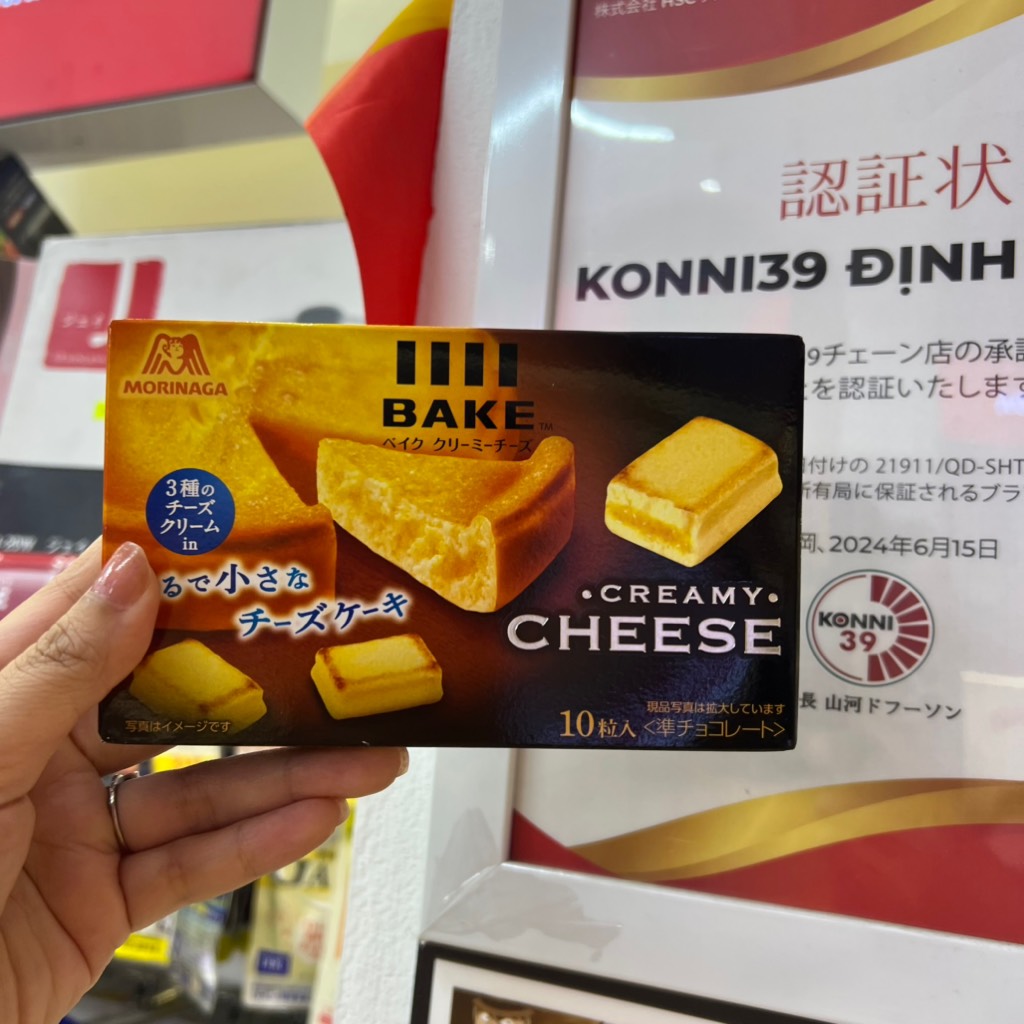 株式会社 HSC
認証状
KONNI39 ĐỊNH
9チェーン店の承認
を認証いたします
付けの 21911/QD-SHT
所有局に保証されるブラ
岡、2024年6月15日
KONNI
39
長 山河ドフーソン
MORINAGA
BAKE™
ベイク クリーミーチーズ
3種の
チーズ
クリーム
in
るで小さな
チーズケーキ
•CREAMY•
CHEESE
写真はイメージです
現品写真は拡大しています
10粒入 <準チョコレート>